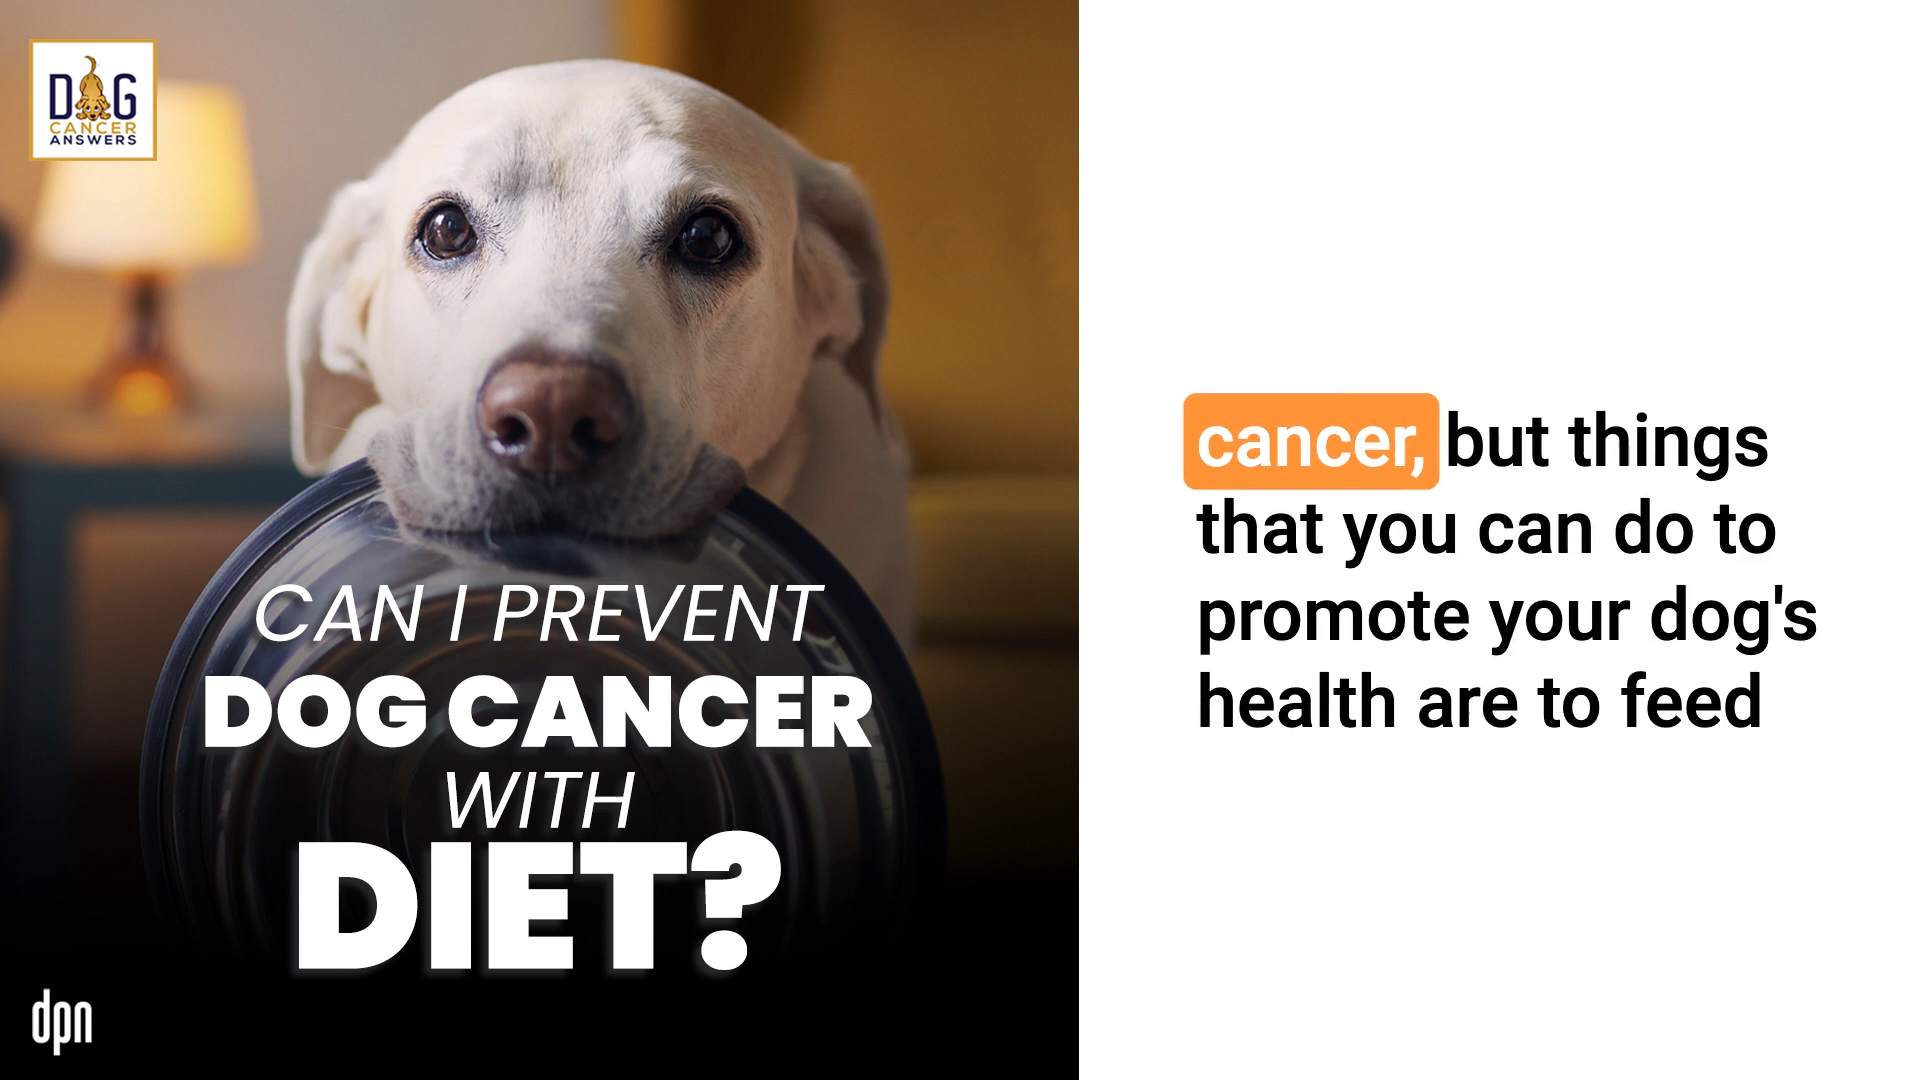 DOG
CANCER
ANSWERS
CAN I PREVENT
DOG CANCER
WITH
DIET?
dpn
cancer, but things
that you can do to
promote your dog's
health are to feed